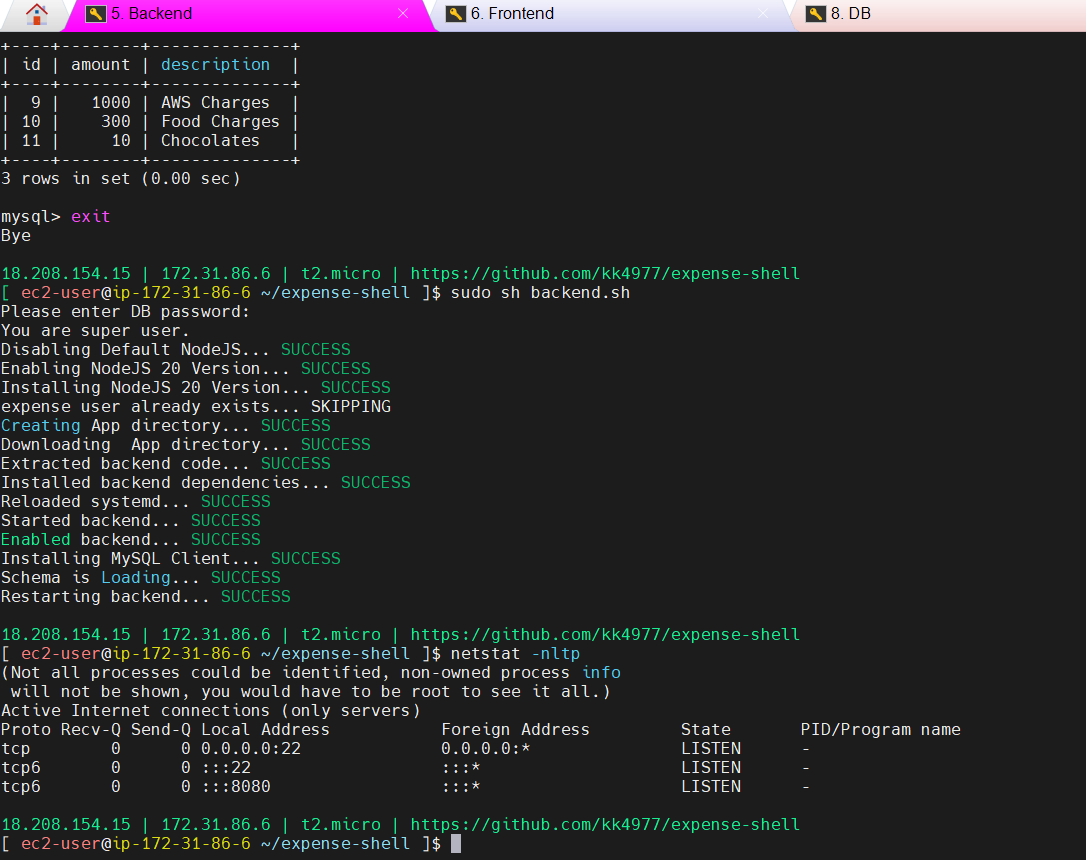 5. Backend
6. Frontend
8. DB
+----+--------+--------------+
| id | amount | description  |
+----+--------+--------------+
|  9 |   1000 | AWS Charges  |
| 10 |    300 | Food Charges |
| 11 |     10 | Chocolates   |
+----+--------+--------------+
3 rows in set (0.00 sec)
mysql> exit
Bye
18.208.154.15 | 172.31.86.6 | t2.micro | https://github.com/kk4977/expense-shell
[ ec2-user@ip-172-31-86-6 ~/expense-shell ]$ sudo sh backend.sh
Please enter DB password:
You are super user.
Disabling Default NodeJS... SUCCESS
Enabling NodeJS 20 Version... SUCCESS
Installing NodeJS 20 Version... SUCCESS
expense user already exists... SKIPPING
Creating App directory... SUCCESS
Downloading  App directory... SUCCESS
Extracted backend code... SUCCESS
Installed backend dependencies... SUCCESS
Reloaded systemd... SUCCESS
Started backend... SUCCESS
Enabled backend... SUCCESS
Installing MySQL Client... SUCCESS
Schema is Loading... SUCCESS
Restarting backend... SUCCESS
18.208.154.15 | 172.31.86.6 | t2.micro | https://github.com/kk4977/expense-shell
[ ec2-user@ip-172-31-86-6 ~/expense-shell ]$ netstat -nltp
(Not all processes could be identified, non-owned process info
 will not be shown, you would have to be root to see it all.)
Active Internet connections (only servers)
Proto Recv-Q Send-Q Local Address           Foreign Address         State       PID/Program name
tcp        0      0 0.0.0.0:22              0.0.0.0:*               LISTEN      -
tcp6       0      0 :::22                   :::*                    LISTEN      -
tcp6       0      0 :::8080                 :::*                    LISTEN      -
18.208.154.15 | 172.31.86.6 | t2.micro | https://github.com/kk4977/expense-shell
[ ec2-user@ip-172-31-86-6 ~/expense-shell ]$